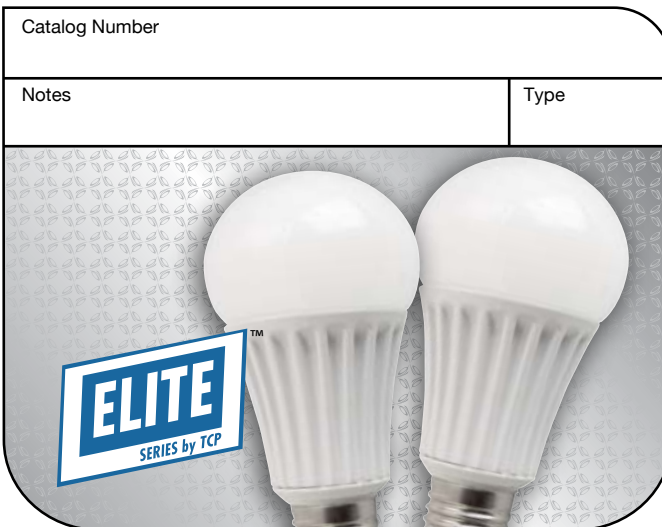 Catalog Number
Notes
Type
™
ELITE
SERIES by TCP